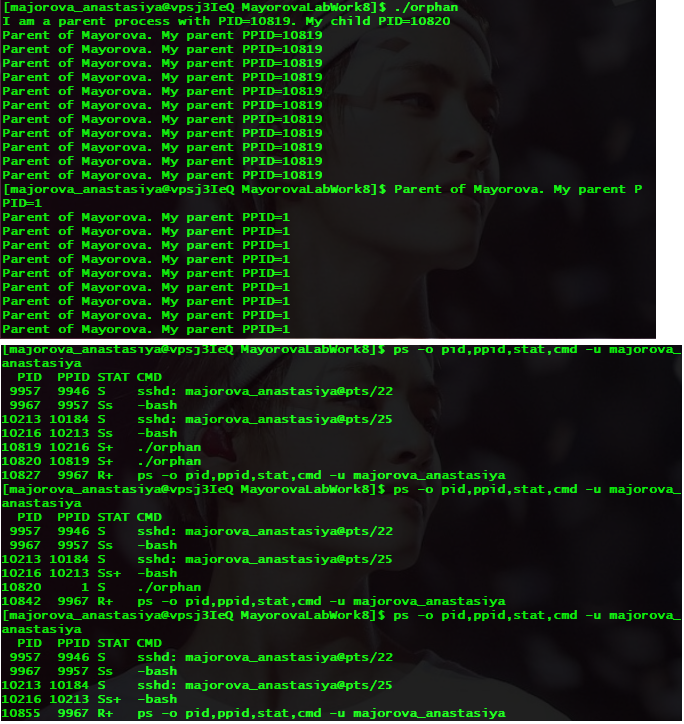 [majorova_anastasiya@vpsj3IeQ MayorovaLabWork8]$ ./orphan
I am a parent process with PID=10819. My child PID=10820
Parent of Mayorova. My parent PPID=10819
Parent of Mayorova. My parent PPID=10819
Parent of Mayorova. My parent PPID=10819
Parent of Mayorova. My parent PPID=10819
Parent of Mayorova. My parent PPID=10819
Parent of Mayorova. My parent PPID=10819
Parent of Mayorova. My parent PPID=10819
Parent of Mayorova. My parent PPID=10819
Parent of Mayorova. My parent PPID=10819
Parent of Mayorova. My parent PPID=10819
Parent of Mayorova. My parent PPID=10819
[majorova_anastasiya@vpsj3IeQ MayorovaLabWork8]$ Parent of Mayorova. My parent P
PID=1
Parent of Mayorova. My parent PPID=1
Parent of Mayorova. My parent PPID=1
Parent of Mayorova. My parent PPID=1
Parent of Mayorova. My parent PPID=1
Parent of Mayorova. My parent PPID=1
Parent of Mayorova. My parent PPID=1
Parent of Mayorova. My parent PPID=1
Parent of Mayorova. My parent PPID=1
Parent of Mayorova. My parent PPID=1
[majorova_anastasiya@vpsj3IeQ MayorovaLabWork8]$ ps -o pid,ppid,stat,cmd -u majorova_
anastasiya
  PID  PPID STAT CMD
 9957  9946 S    sshd: majorova_anastasiya@pts/22
 9967  9957 Ss   -bash
10213 10184 S    sshd: majorova_anastasiya@pts/25
10216 10213 Ss   -bash
10819 10216 S+   ./orphan
10820 10819 S+   ./orphan
10827  9967 R+   ps -o pid,ppid,stat,cmd -u majorova_anastasiya
[majorova_anastasiya@vpsj3IeQ MayorovaLabWork8]$ ps -o pid,ppid,stat,cmd -u majorova_
anastasiya
  PID  PPID STAT CMD
 9957  9946 S    sshd: majorova_anastasiya@pts/22
 9967  9957 Ss   -bash
10213 10184 S    sshd: majorova_anastasiya@pts/25
10216 10213 Ss+  -bash
10820     1 S    ./orphan
10842  9967 R+   ps -o pid,ppid,stat,cmd -u majorova_anastasiya
[majorova_anastasiya@vpsj3IeQ MayorovaLabWork8]$ ps -o pid,ppid,stat,cmd -u majorova_
anastasiya
  PID  PPID STAT CMD
 9957  9946 S    sshd: majorova_anastasiya@pts/22
 9967  9957 Ss   -bash
10213 10184 S    sshd: majorova_anastasiya@pts/25
10216 10213 Ss+  -bash
10855  9967 R+   ps -o pid,ppid,stat,cmd -u majorova_anastasiya